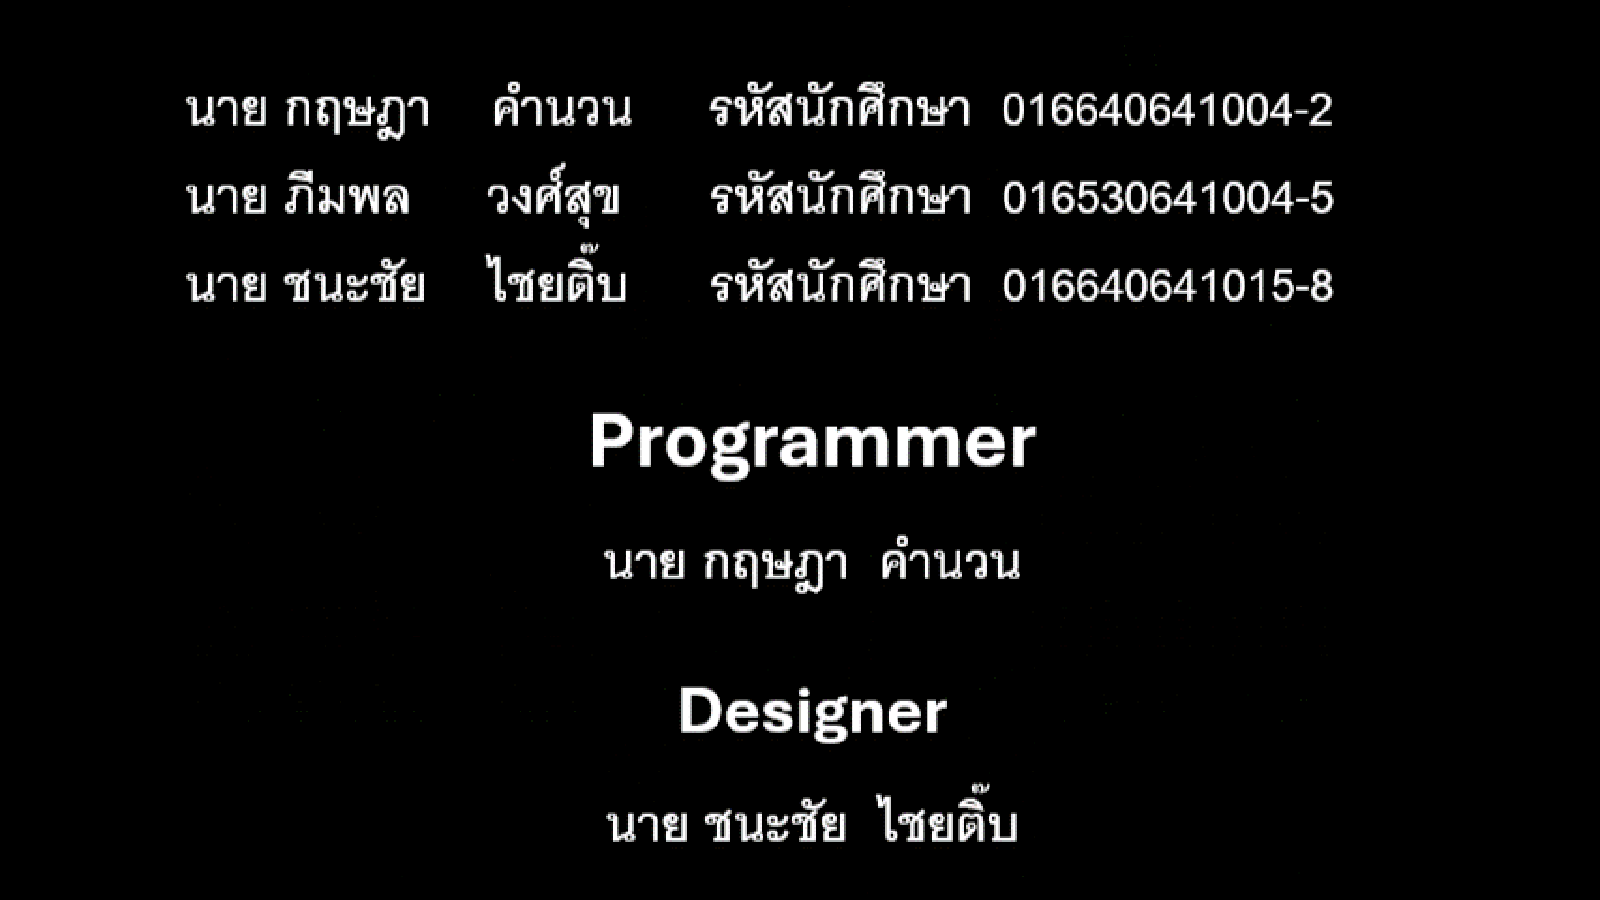 นาย กฤษฎา คำนวน รหัสนักศึกษา 016640641004-2
นาย ภีมพล วงศ์สุข รหัสนักศึกษา 016530641004-5
นาย ชนะชัย ไชยติ๊บ รหัสนักศึกษา 016640641015-8
Programmer
นาย กฤษฎา คำนวน
Designer
นาย ชนะชัย ไชยติ๊บ